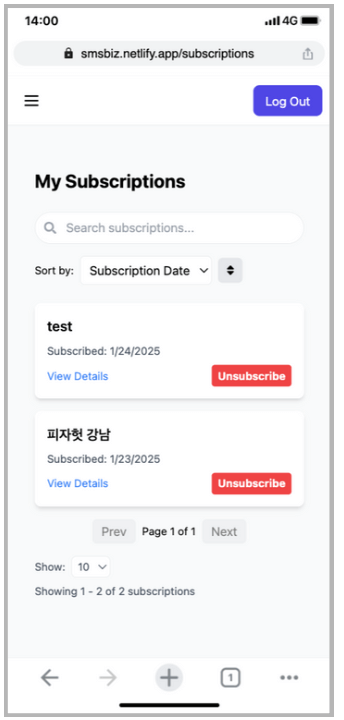 14:00 4G
smsbiz.netlify.app/subscriptions
Log Out
My Subscriptions
Search subscriptions...
Sort by: Subscription Date
test
Subscribed: 1/24/2025
View Details Unsubscribe
피자헛 강남
Subscribed: 1/23/2025
View Details Unsubscribe
Prev Page 1 of 1 Next
Show: 10
Showing 1 - 2 of 2 subscriptions
1